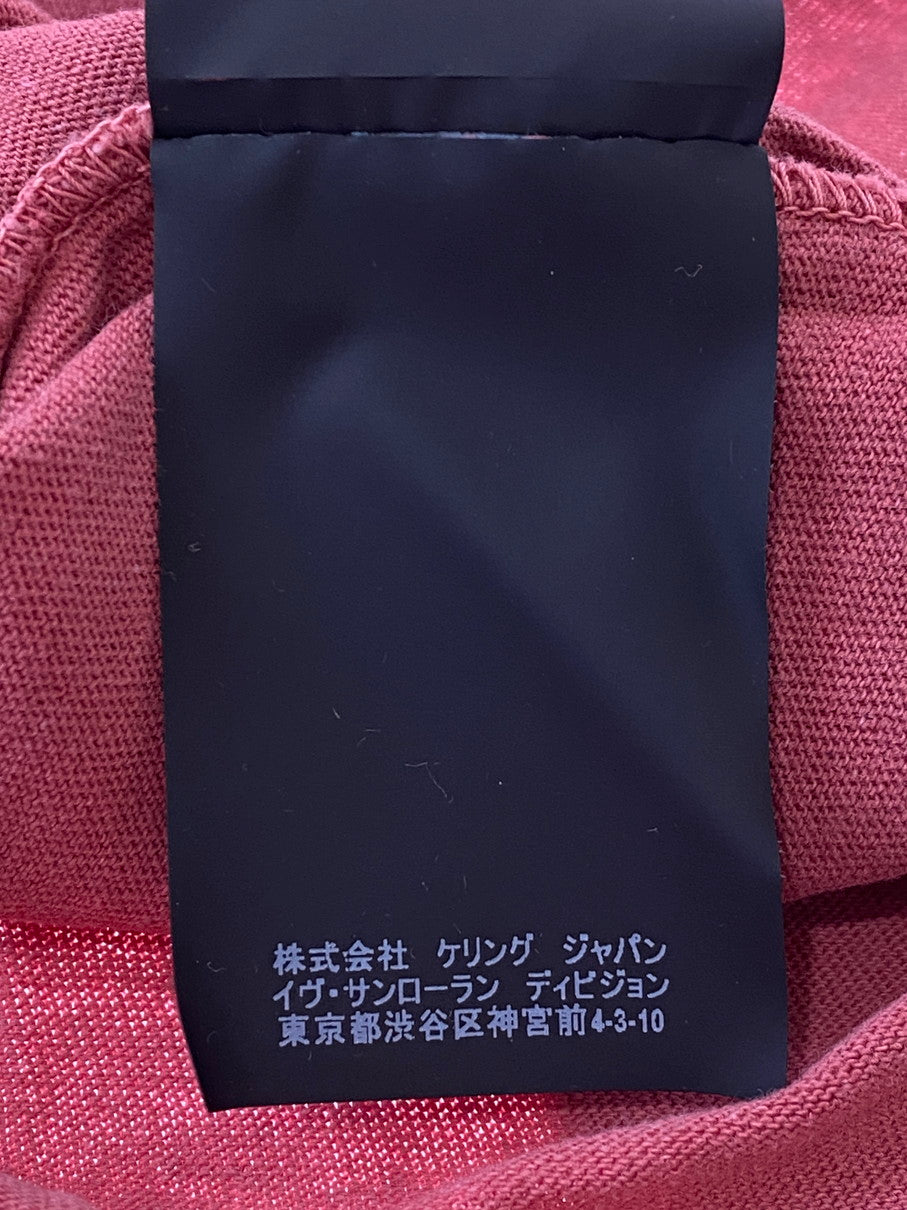 株式会社 ケリング ジャパン
イヴ・サンローラン ディビジョン
東京都渋谷区神宮前4-3-10